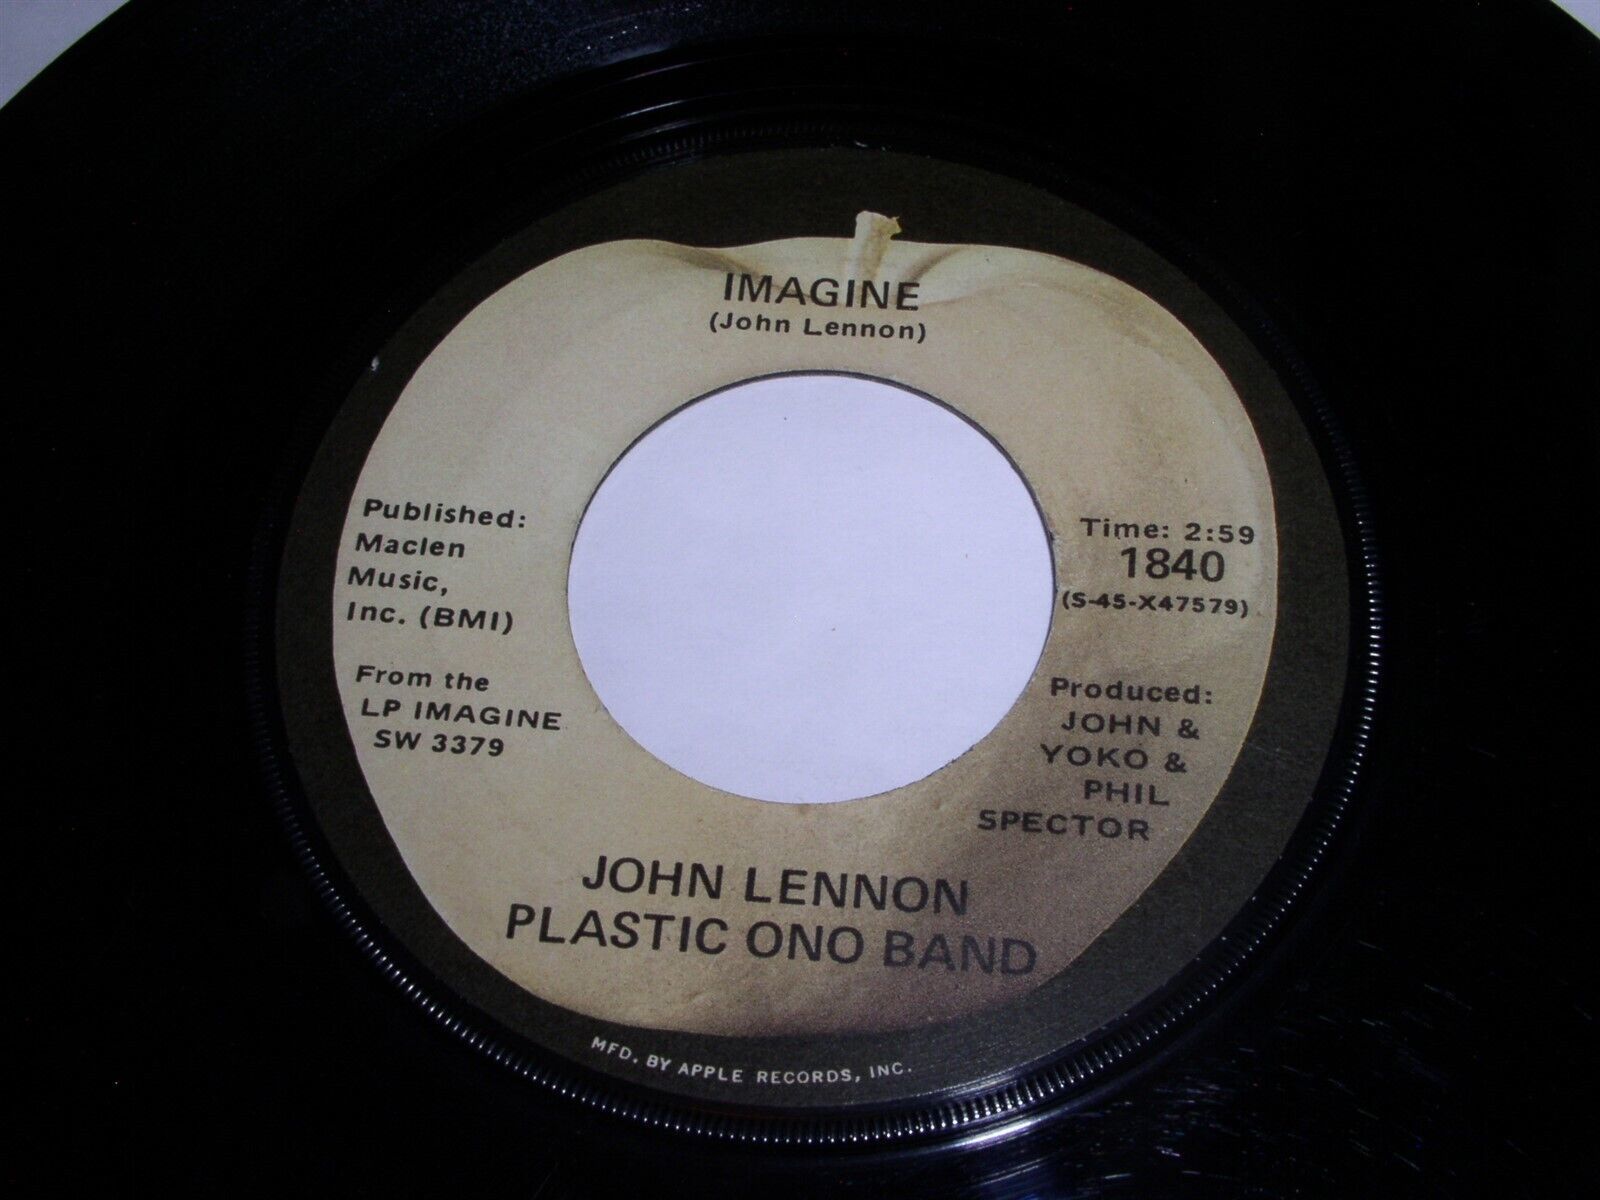 IMAGINE
(John Lennon)
Published:
Maclen
Music,
Inc. (BMI)
From the
LP IMAGINE
SW 3379
Time: 2:59
1840
(S-45-X47579)
Produced:
JOHN &
YOKO &
PHIL
SPECTOR
JOHN LENNON
PLASTIC ONO BAND
MFD. BY APPLE RECORDS, INC.